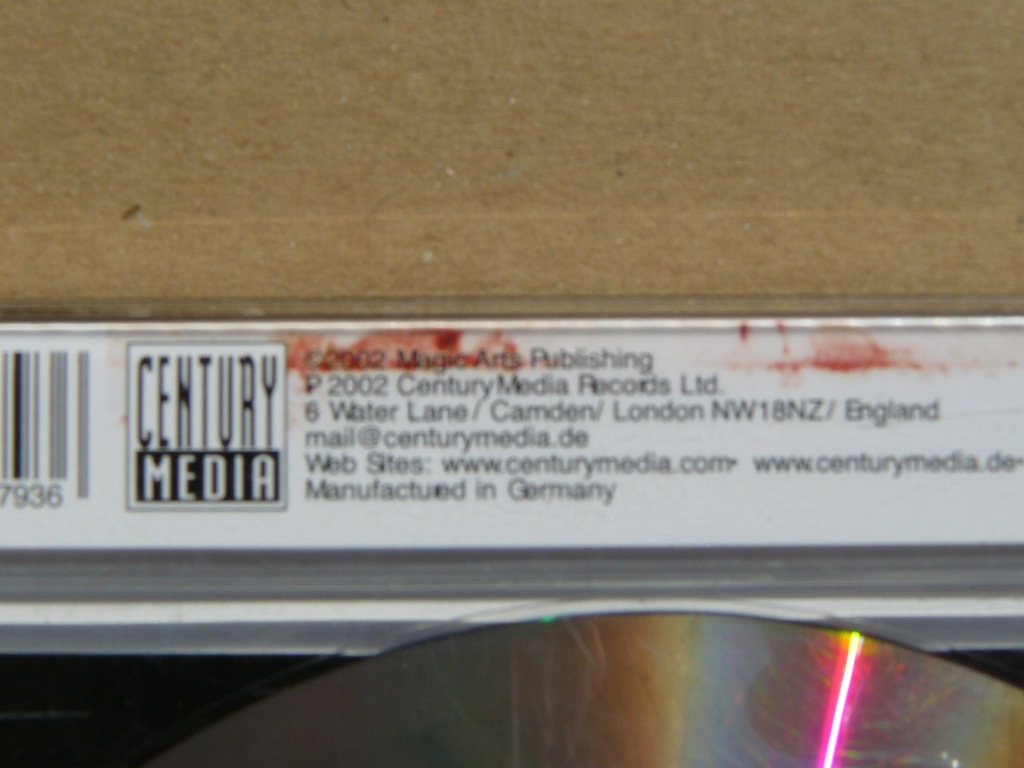 CENTURY
MEDIA
7936
©2002 Magic Arts Publishing
P 2002 Century Media Records Ltd.
6 Water Lane / Camden/ London NW18NZ / England
mail@centurymedia.de
Web Sites: www.centurymedia.com- www.centurymedia.de-
Manufactured in Germany